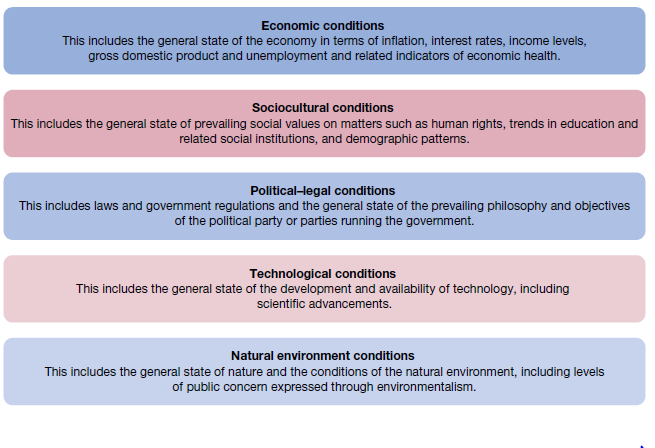 Economic conditions
This includes the general state of the economy in terms of inflation, interest rates, income levels,
gross domestic product and unemployment and related indicators of economic health.
Sociocultural conditions
This includes the general state of prevailing social values on matters such as human rights, trends in education and
related social institutions, and demographic patterns.
Political–legal conditions
This includes laws and government regulations and the general state of the prevailing philosophy and objectives
of the political party or parties running the government.
Technological conditions
This includes the general state of the development and availability of technology, including
scientific advancements.
Natural environment conditions
This includes the general state of nature and the conditions of the natural environment, including levels
of public concern expressed through environmentalism.